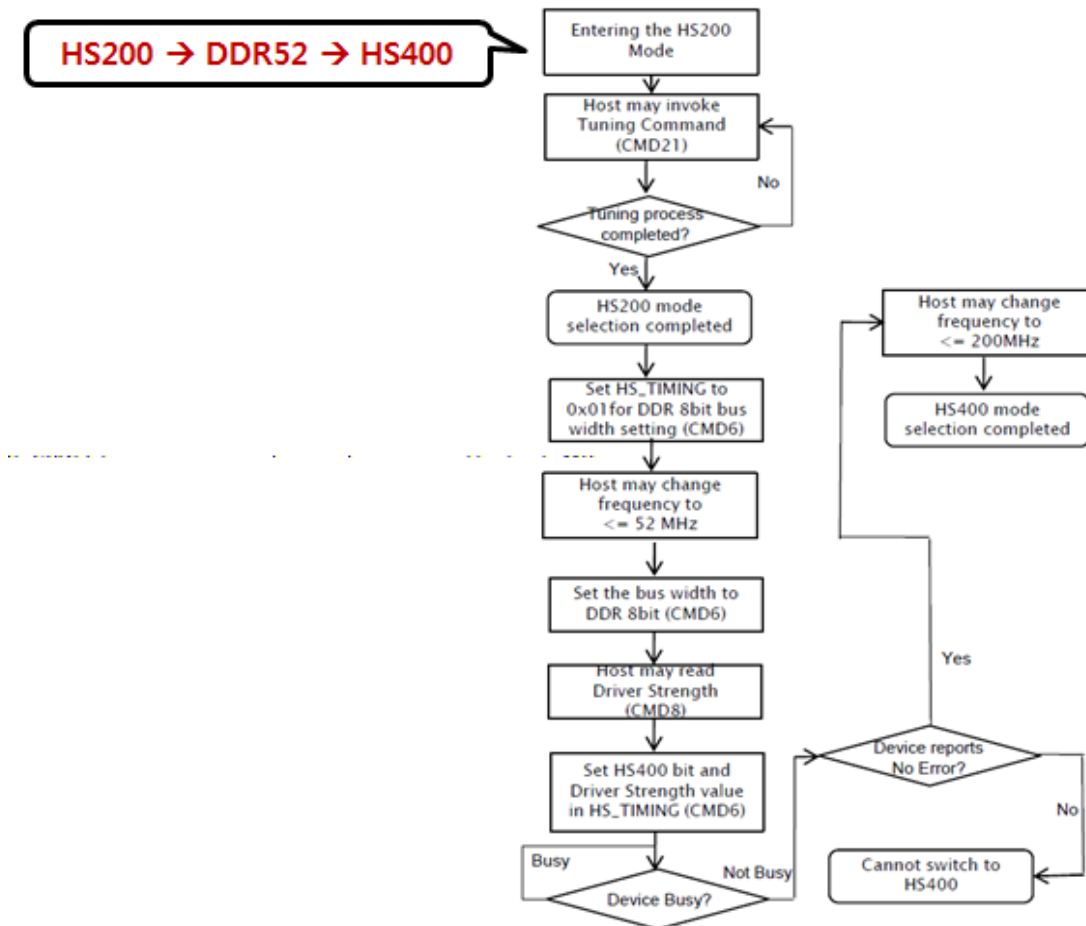 HS200 → DDR52 → HS400
Entering the HS200
Mode
Host may invoke
Tuning Command
(CMD21)
No
Tuning process
completed?
Yes
HS200 mode
selection completed
Set HS_TIMING to
0x01for DDR 8bit bus
width setting (CMD6)
Host may change
frequency to
<= 52 MHz
Set the bus width to
DDR 8bit (CMD6)
Host may read
Driver Strength
(CMD8)
Set HS400 bit and
Driver Strength value
in HS_TIMING (CMD6)
Busy
Device Busy?
Not Busy
Device reports
No Error?
No
Cannot switch to
HS400
Yes
Host may change
frequency to
<= 200MHz
HS400 mode
selection completed